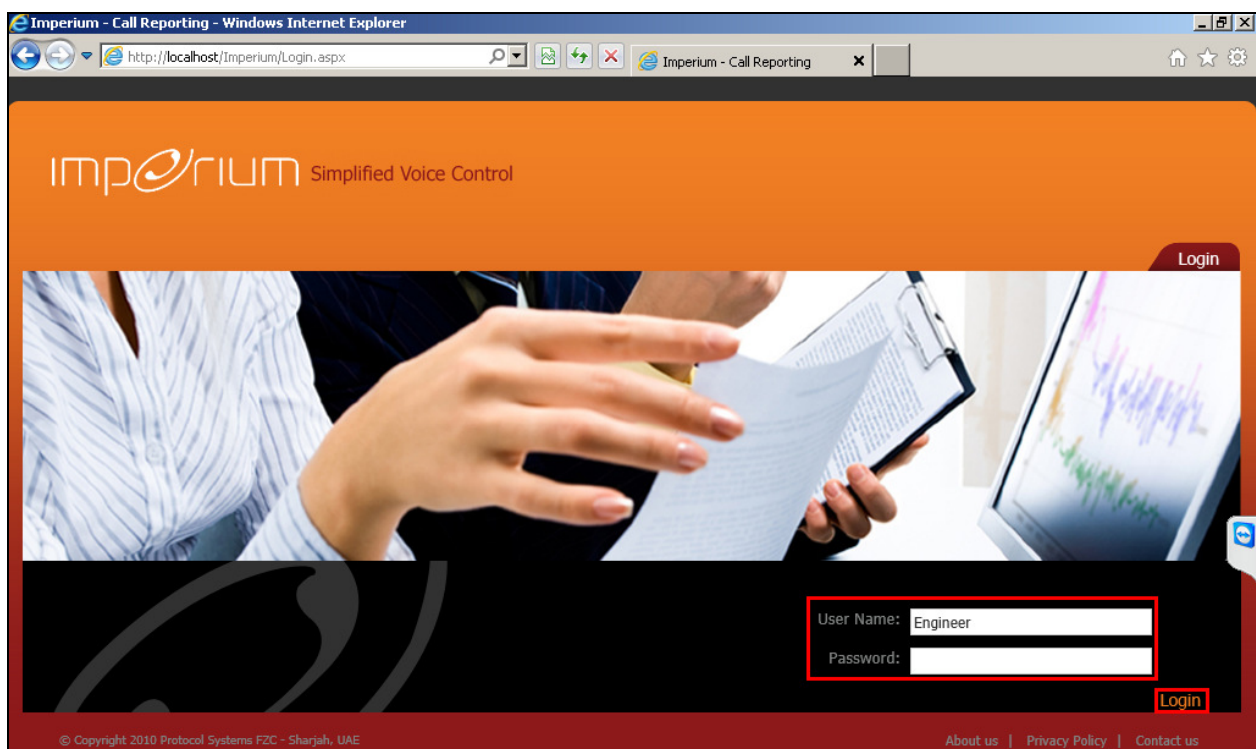 Imperium - Call Reporting - Windows Internet Explorer
http://localhost/Imperium/Login.aspx
Imperium - Call Reporting
Imperium Simplified Voice Control
Login
User Name: Engineer
Password:
Login
© Copyright 2010 Protocol Systems FZC - Sharjah, UAE
About us | Privacy Policy | Contact us